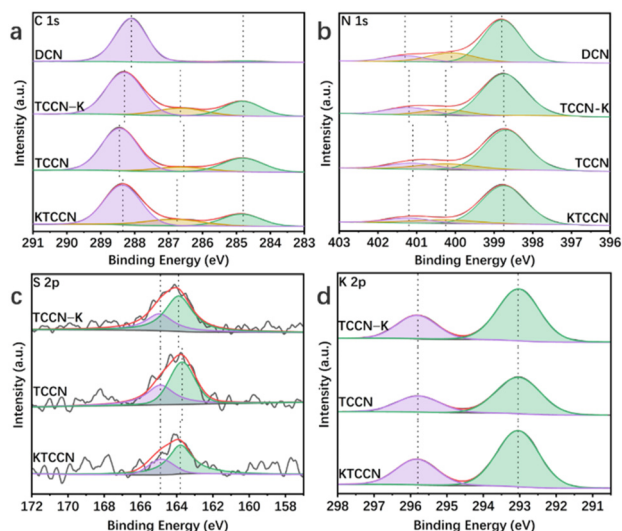 a
C 1s
DCN
TCCN-K
TCCN
KTCCN
Intensity (a.u.)
291 290 289 288 287 286 285 284 283
Binding Energy (eV)
b
N 1s
DCN
TCCN-K
TCCN
KTCCN
Intensity (a.u.)
403 402 401 400 399 398 397 396
Binding Energy (eV)
c
S 2p
TCCN-K
TCCN
KTCCN
Intensity (a.u.)
172 170 168 166 164 162 160 158
Binding Energy (eV)
d
K 2p
TCCN-K
TCCN
KTCCN
Intensity (a.u.)
298 297 296 295 294 293 292 291
Binding Energy (eV)